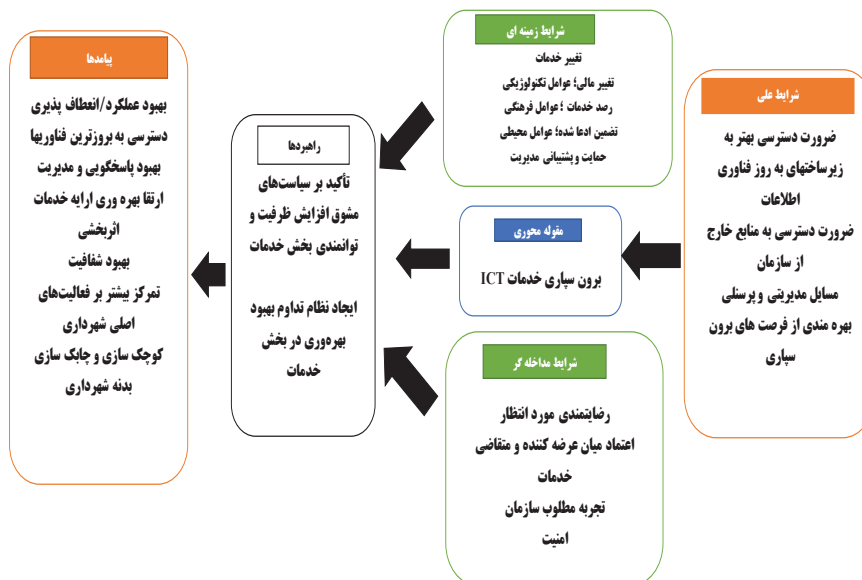 شرایط علی
ضرورت دسترسی بهتر به
زیرساختهای به روز فناوری
اطلاعات
ضرورت دسترسی به منابع خارج
از سازمان
مسایل مدیریتی و پرسنلی
بهره مندی از فرصت های برون
سپاری
شرایط زمینه ای
تغییر خدمات
تغییر مالی؛ عوامل تکنولوژیکی
رصد خدمات ؛ عوامل فرهنگی
تضمین ادعا شده؛ عوامل محیطی
حمایت و پشتیبانی مدیریت
مقوله محوری
برون سپاری خدمات ICT
شرایط مداخله گر
رضایتمندی مورد انتظار
اعتماد میان عرضه کننده و متقاضی
خدمات
تجربه مطلوب سازمان
امنیت
راهبردها
تأکید بر سیاست‌های
مشوق افزایش ظرفیت و
توانمندی بخش خدمات
ایجاد نظام تداوم بهبود
بهره‌وری در بخش
خدمات
پیامدها
بهبود عملکرد/انعطاف پذیری
دسترسی به بروزترین فناوریها
بهبود پاسخگویی و مدیریت
ارتقا بهره وری ارایه خدمات
اثربخشی
بهبود شفافیت
تمرکز بیشتر بر فعالیت‌های
اصلی شهرداری
کوچک سازی و چابک سازی
بدنه شهرداری